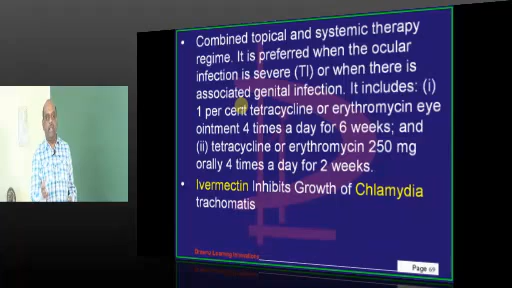 Combined topical and systemic therapy
regime. It is preferred when the ocular
infection is severe (TI) or when there is
associated genital infection. It includes: (i)
1 per cent tetracycline or erythromycin eye
ointment 4 times a day for 6 weeks; and
(ii) tetracycline or erythromycin 250 mg
orally 4 times a day for 2 weeks.
Ivermectin Inhibits Growth of Chlamydia
trachomatis
Learning Innovations
Page 69